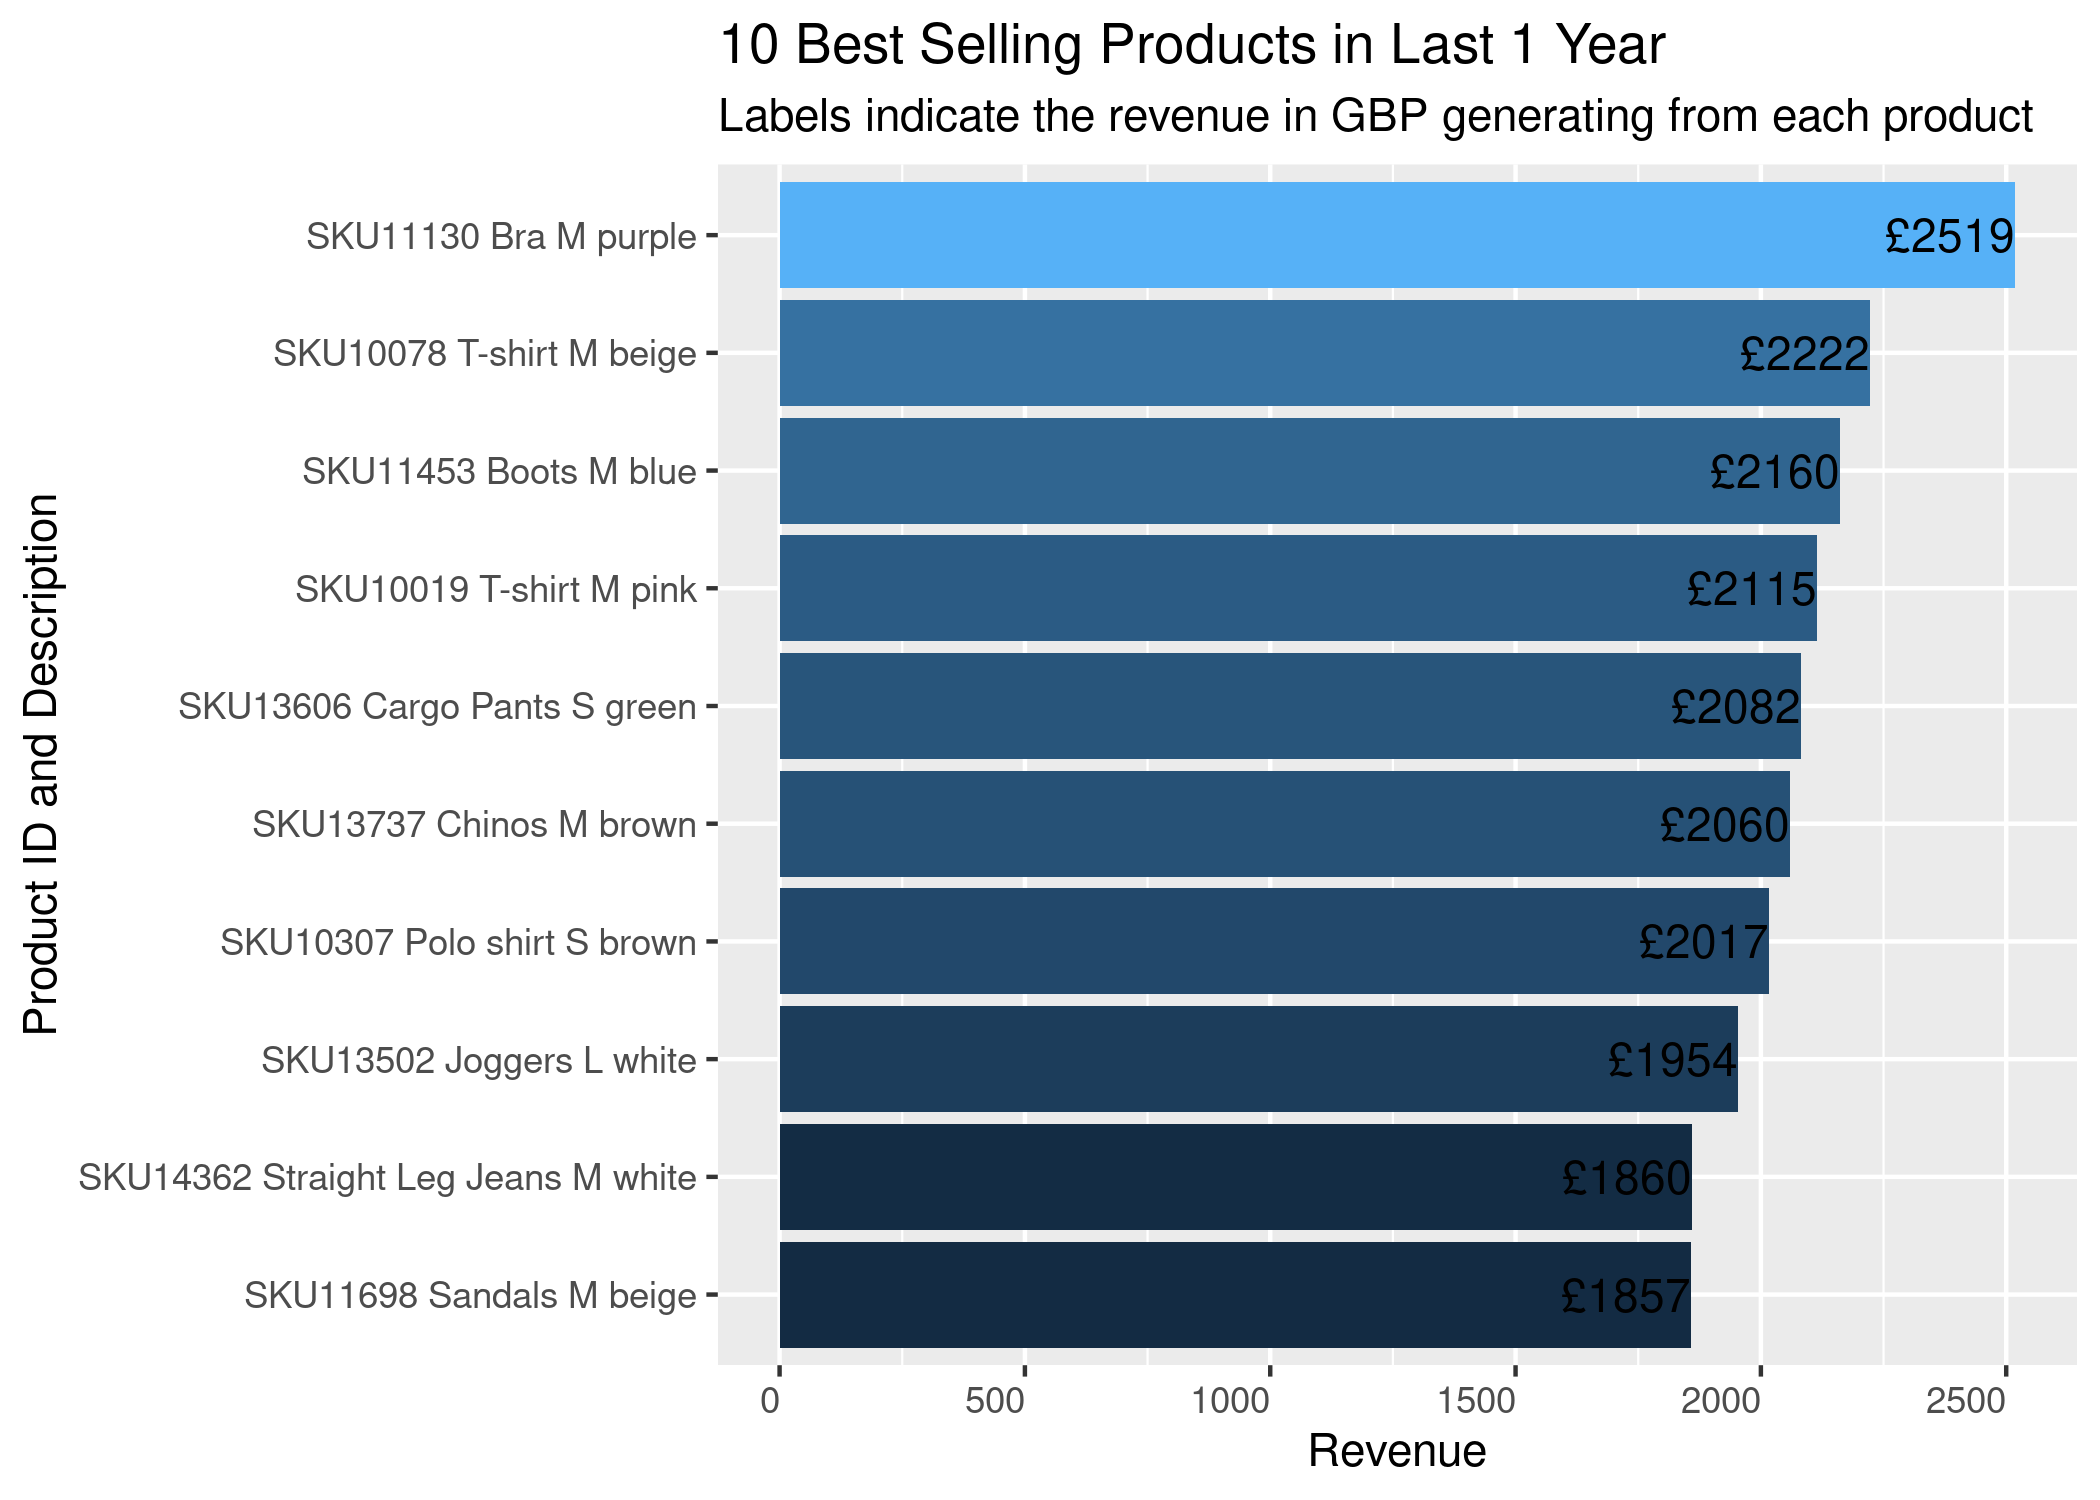 10 Best Selling Products in Last 1 Year
Labels indicate the revenue in GBP generating from each product
Product ID and Description
SKU11130 Bra M purple £2519
SKU10078 T-shirt M beige £2222
SKU11453 Boots M blue £2160
SKU10019 T-shirt M pink £2115
SKU13606 Cargo Pants S green £2082
SKU13737 Chinos M brown £2060
SKU10307 Polo shirt S brown £2017
SKU13502 Joggers L white £1954
SKU14362 Straight Leg Jeans M white £1860
SKU11698 Sandals M beige £1857
0 500 1000 1500 2000 2500
Revenue